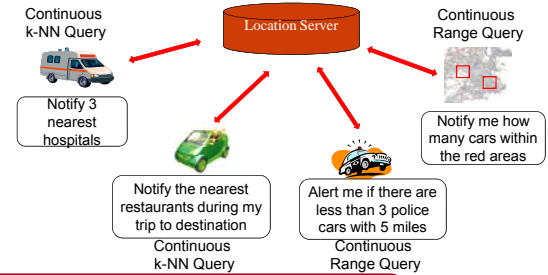 Continuous
k-NN Query
Location Server
Continuous
Range Query
Notify 3
nearest
hospitals
Notify me how
many cars within
the red areas
Notify the nearest
restaurants during my
trip to destination
Alert me if there are
less than 3 police
cars with 5 miles
Continuous
k-NN Query
Continuous
Range Query